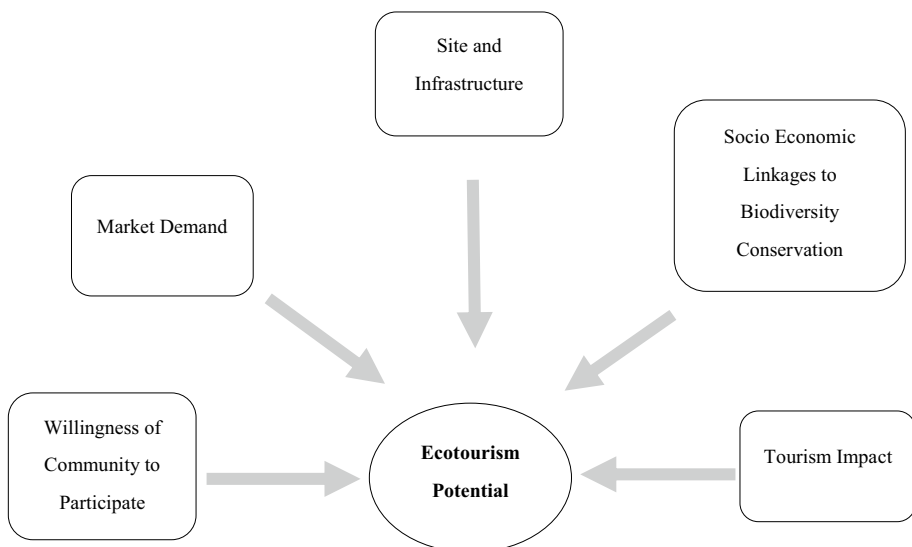 Site and
Infrastructure
Socio Economic
Linkages to
Biodiversity
Conservation
Market Demand
Willingness of
Community to
Participate
Ecotourism
Potential
Tourism Impact